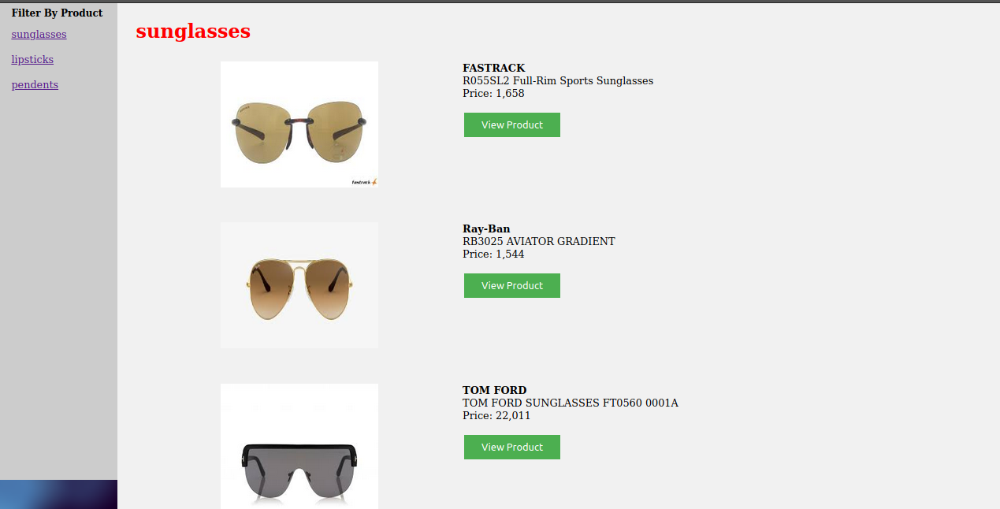 Filter By Product
sunglasses
lipsticks
pendents
sunglasses
FASTRACK
R055SL2 Full-Rim Sports Sunglasses
Price: 1,658
View Product
fastrack
Ray-Ban
RB3025 AVIATOR GRADIENT
Price: 1,544
View Product
TOM FORD
TOM FORD SUNGLASSES FT0560 0001A
Price: 22,011
View Product